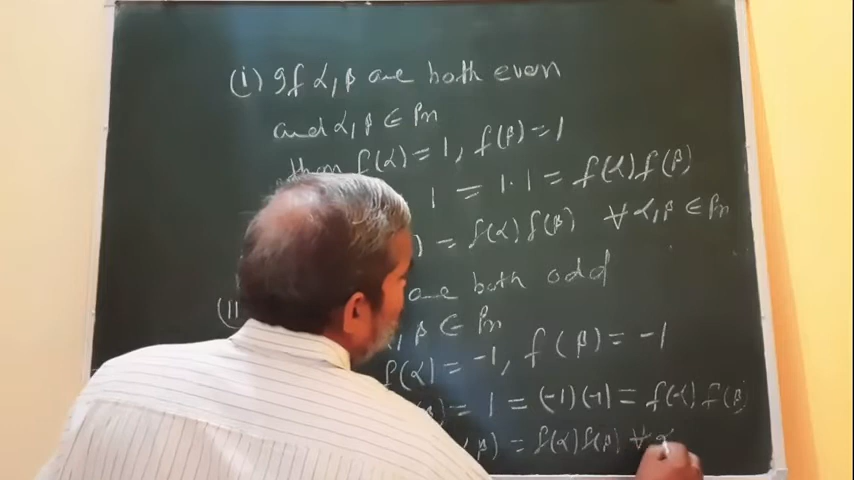 (i) If α, β are both even
and α, β ∈ Pn
then f(α) = 1, f(β) = 1
1 = 1·1 = f(α) f(β)
) = f(α) f(β) ∀ α, β ∈ Pn
(ii are both odd
, β ∈ Pn
f(α) = -1, f(β) = -1
) = 1 = (-1)(-1) = f(α) f(β)
β) = f(α) f(β) ∀ α